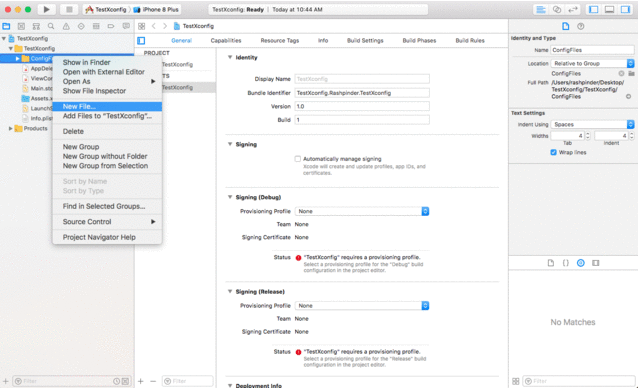 TestXconfig
iPhone 8 Plus
TestXconfig: Ready | Today at 10:44 AM
TestXconfig
TestXconfig
ConfigFi
AppDele
ViewCon
Main.sto
Assets.x
Launch
Info.plis
Products
Show in Finder
Open with External Editor
Open As
Show File Inspector
New File...
Add Files to "TestXconfig"...
Delete
New Group
New Group without Folder
New Group from Selection
Sort by Name
Sort by Type
Find in Selected Groups...
Source Control
Project Navigator Help
Filter
TestXconfig
General
Capabilities
Resource Tags
Info
Build Settings
Build Phases
Build Rules
PROJECT
TestXconfig
TS
TestXconfig
Filter
Identity
Display Name TestXconfig
Bundle Identifier TestXconfig.Rashpinder.TestXconfig
Version 1.0
Build 1
Signing
Automatically manage signing
Xcode will create and update profiles, app IDs, and
certificates.
Signing (Debug)
Provisioning Profile None
Team None
Signing Certificate None
Status "TestXconfig" requires a provisioning profile.
Select a provisioning profile for the "Debug" build
configuration in the project editor.
Signing (Release)
Provisioning Profile None
Team None
Signing Certificate None
Status "TestXconfig" requires a provisioning profile.
Select a provisioning profile for the "Release" build
configuration in the project editor.
Deployment Info
Identity and Type
Name ConfigFiles
Location Relative to Group
ConfigFiles
Full Path /Users/rashpinder/Desktop/
TestXconfig/TestXconfig/
ConfigFiles
Text Settings
Indent Using Spaces
Widths 4 4
Tab Indent
Wrap lines
No Matches
Filter